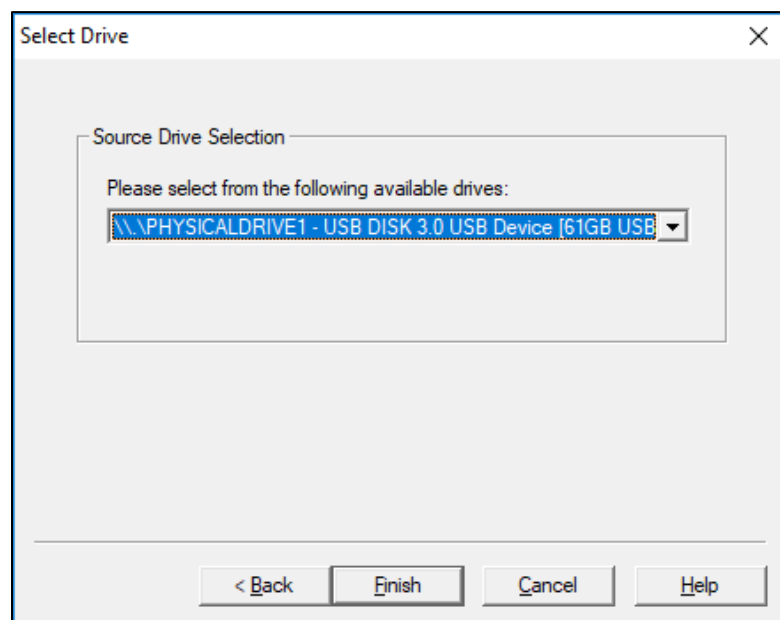 Select Drive
Source Drive Selection
Please select from the following available drives:
\\.\PHYSICALDRIVE1 - USB DISK 3.0 USB Device [61GB USB
< Back
Finish
Cancel
Help